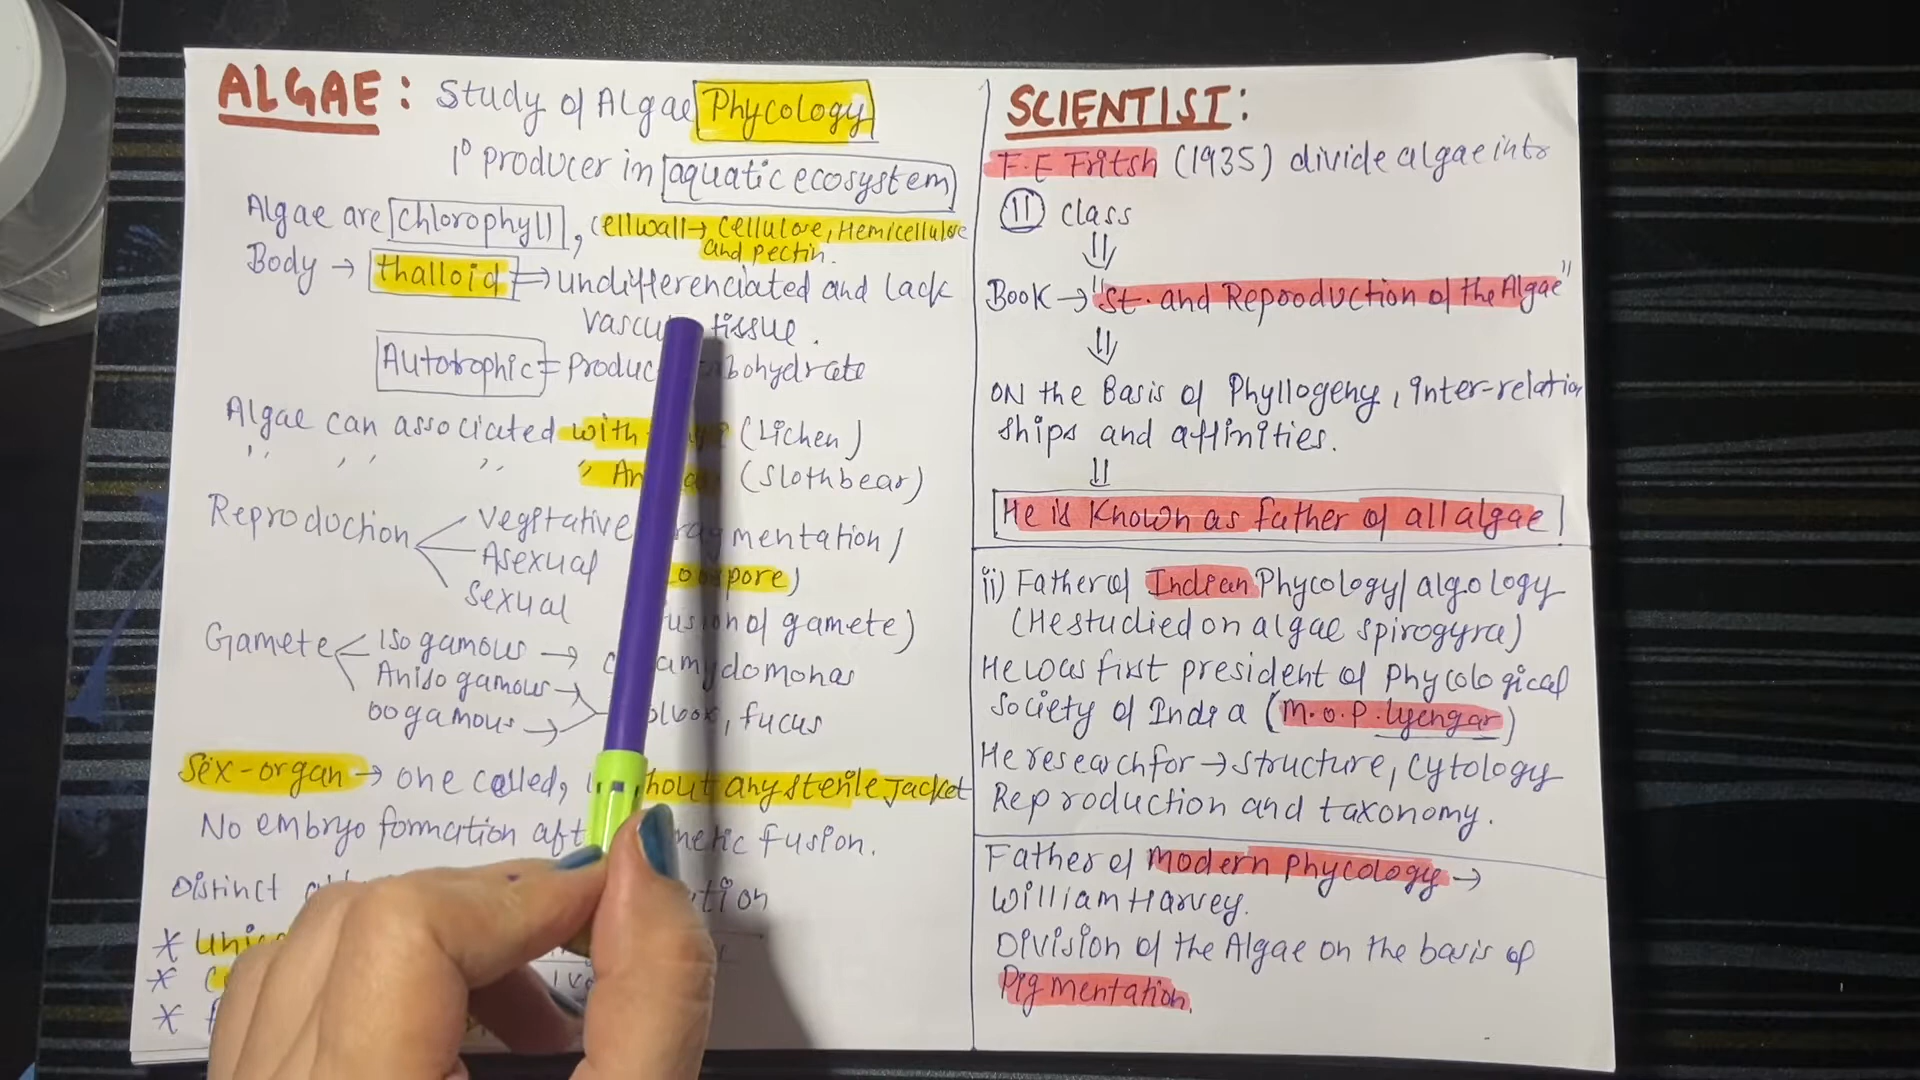 ALGAE: Study of Algae Phycology
1° producer in aquatic ecosystem
Algae are chlorophyll, cellwall→ cellulose, Hemicellulose
and pectin.
Body → thalloid ⇒ undifferenciated and lack
tissue.
Autotrophic =
Algae can associated with (Lichen)
" " " " " (Slothbear)
Reproduction Vegitative
Asexual
Sexual of gamete)
Gamete Isogamous →
Anisogamous →
oogamous → , fucus
Sex-organ → one celled, any sterile Jacket
No embryo formation fusion.
Distinct
*
*
*
SCIENTIST:
F.E Fritsh (1935) divide algae into
11 class
⇓
Book → "St. and Reproduction of the Algae"
⇓
ON the Basis of Phyllogeny, inter-relation
ships and affinities.
⇓
He is Known as father of all algae
ii) Father of Indian Phycology/algology
(He studied on algae spirogyra)
He was first president of Phycological
Society of India (M.O.P. Iyengar)
He research for → structure, cytology
Reproduction and taxonomy.
Father of Modern phycology →
William Harvey.
Division of the Algae on the basis of
Pigmentation.